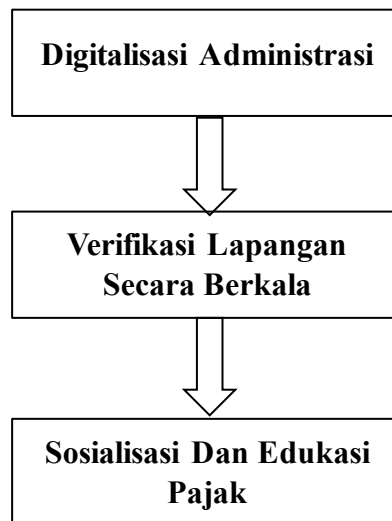 Digitalisasi Administrasi
Verifikasi Lapangan
Secara Berkala
Sosialisasi Dan Edukasi
Pajak